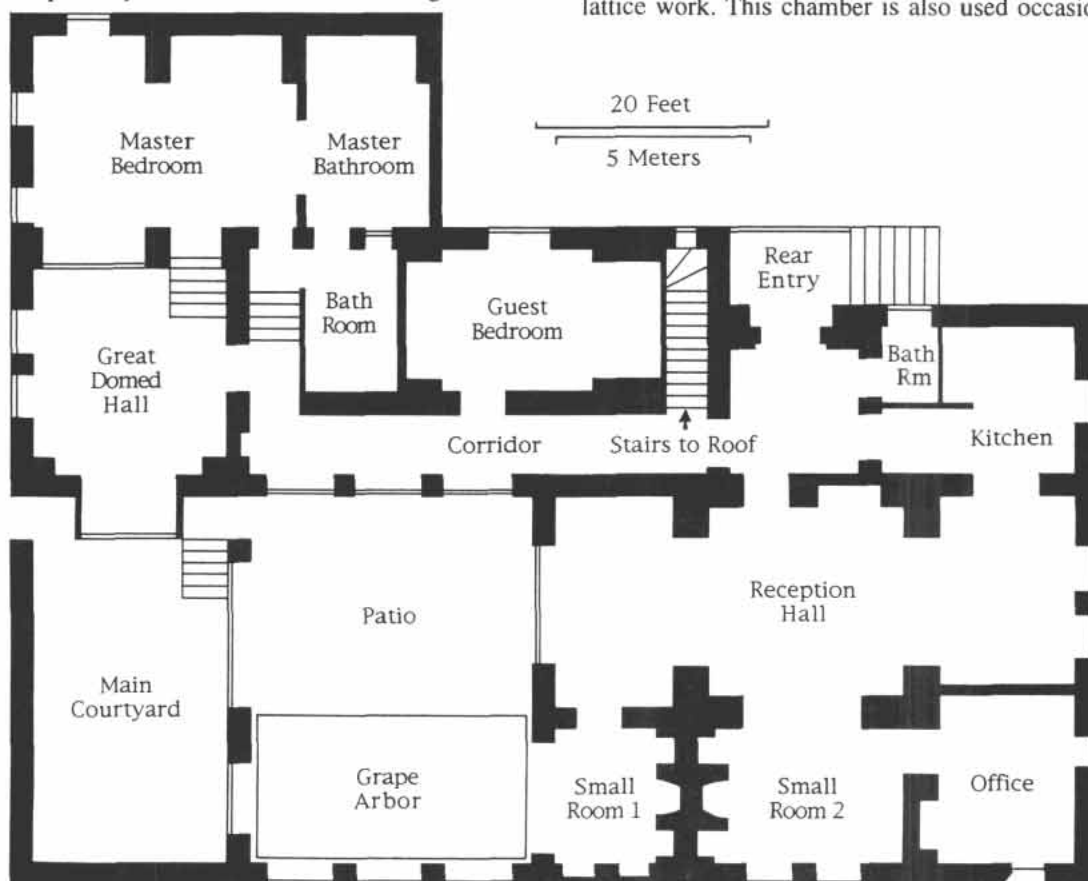 lattice work. This chamber is also used occasio
20 Feet
5 Meters
Master
Bedroom
Master
Bathroom
Rear
Entry
Bath
Room
Guest
Bedroom
Great
Domed
Hall
Bath
Rm
Corridor
Stairs to Roof
Kitchen
Patio
Reception
Hall
Main
Courtyard
Grape
Arbor
Small
Room 1
Small
Room 2
Office